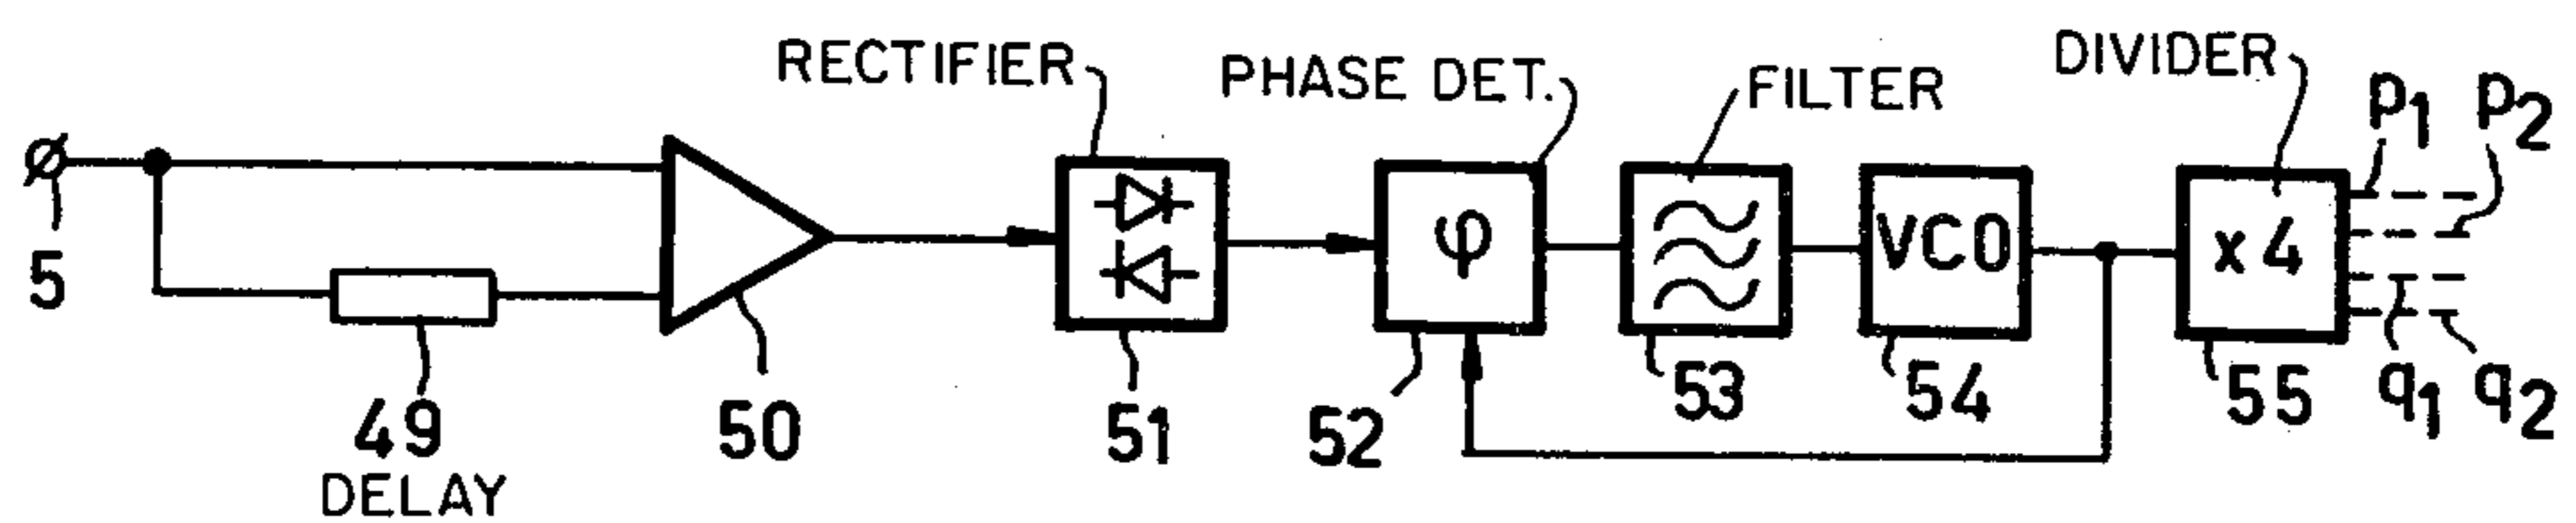 RECTIFIER
PHASE DET.
FILTER
DIVIDER
p1 p2
5
φ
VCO
x4
49
DELAY
50
51
52
53
54
55
q1 q2